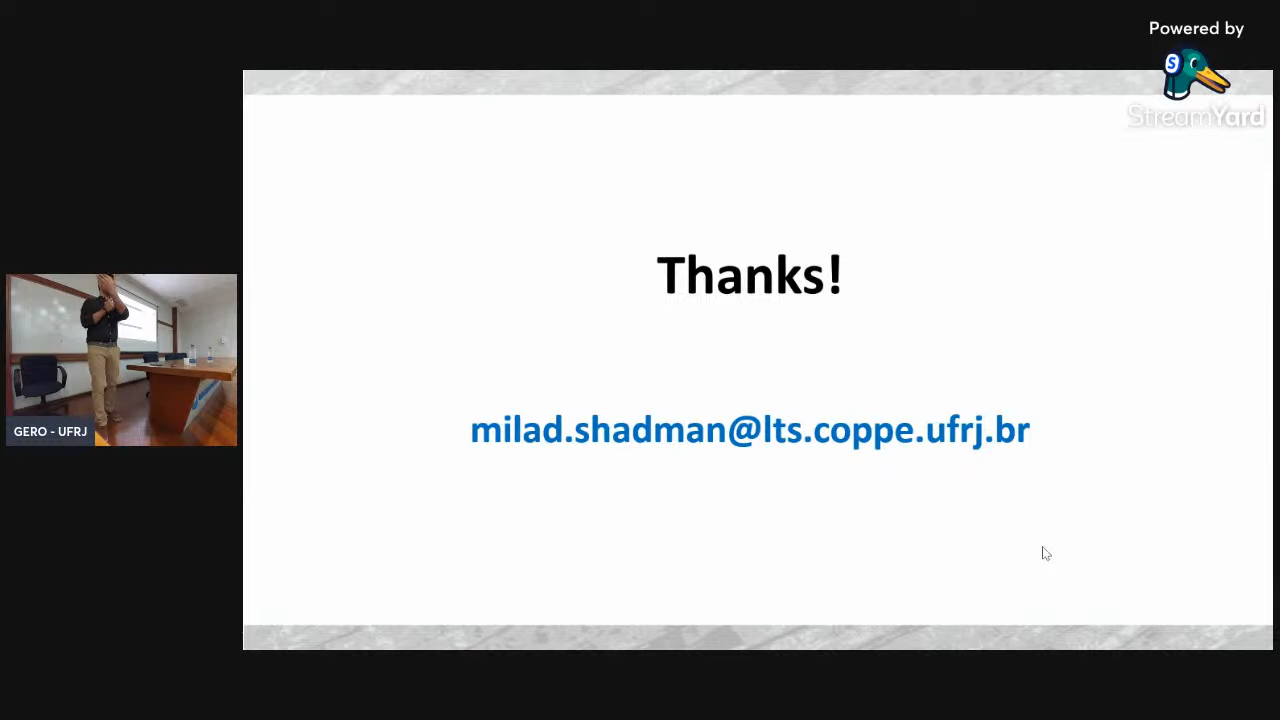 Powered by
StreamYard
Thanks!
milad.shadman@lts.coppe.ufrj.br
GERO - UFRJ